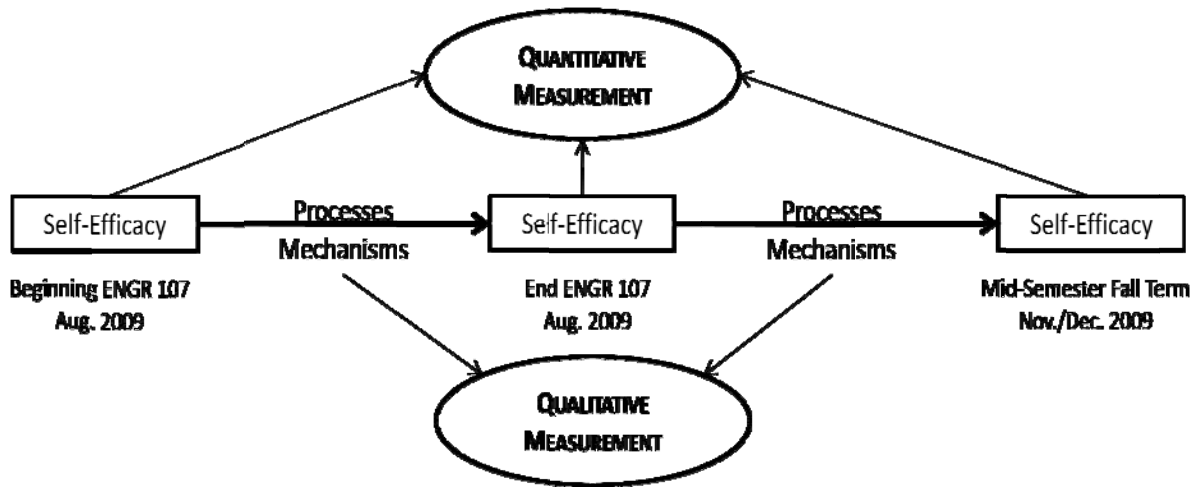 QUANTITATIVE
MEASUREMENT
Self-Efficacy
Processes
Mechanisms
Self-Efficacy
Processes
Mechanisms
Self-Efficacy
Beginning ENGR 107
Aug. 2009
End ENGR 107
Aug. 2009
Mid-Semester Fall Term
Nov./Dec. 2009
QUALITATIVE
MEASUREMENT